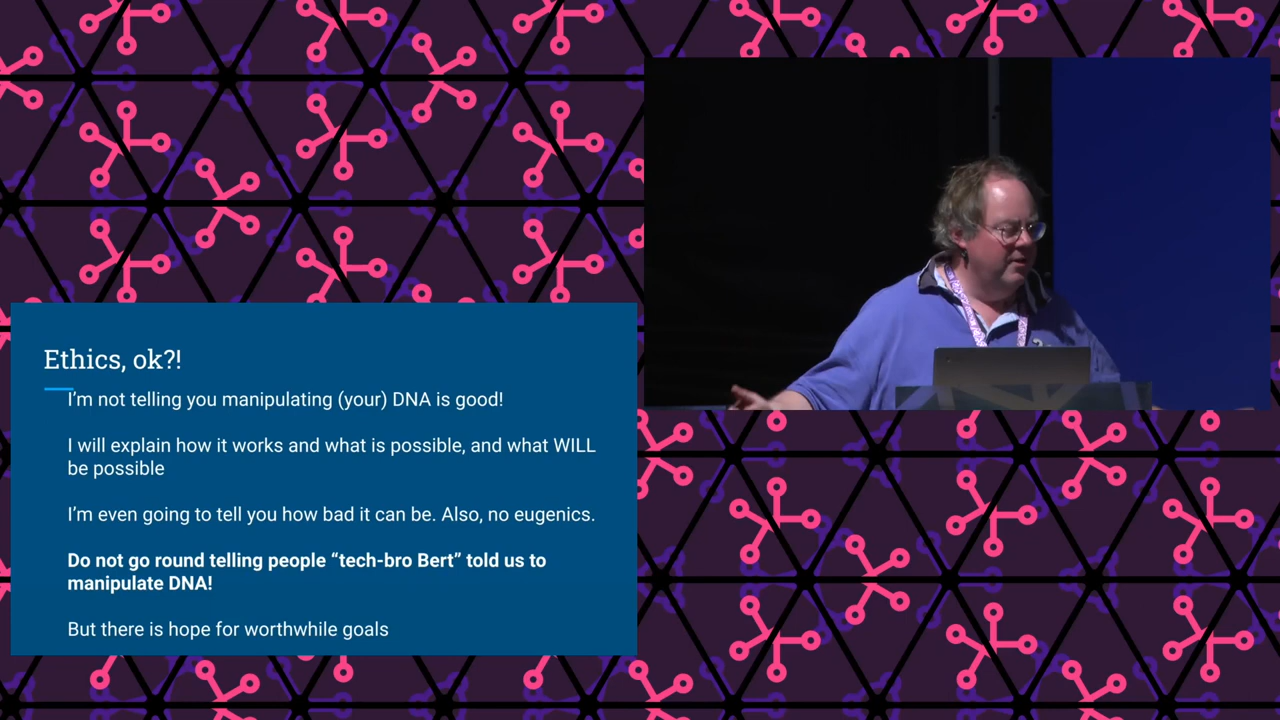 Ethics, ok?!
I'm not telling you manipulating (your) DNA is good!
I will explain how it works and what is possible, and what WILL
be possible
I'm even going to tell you how bad it can be. Also, no eugenics.
Do not go round telling people “tech-bro Bert” told us to
manipulate DNA!
But there is hope for worthwhile goals